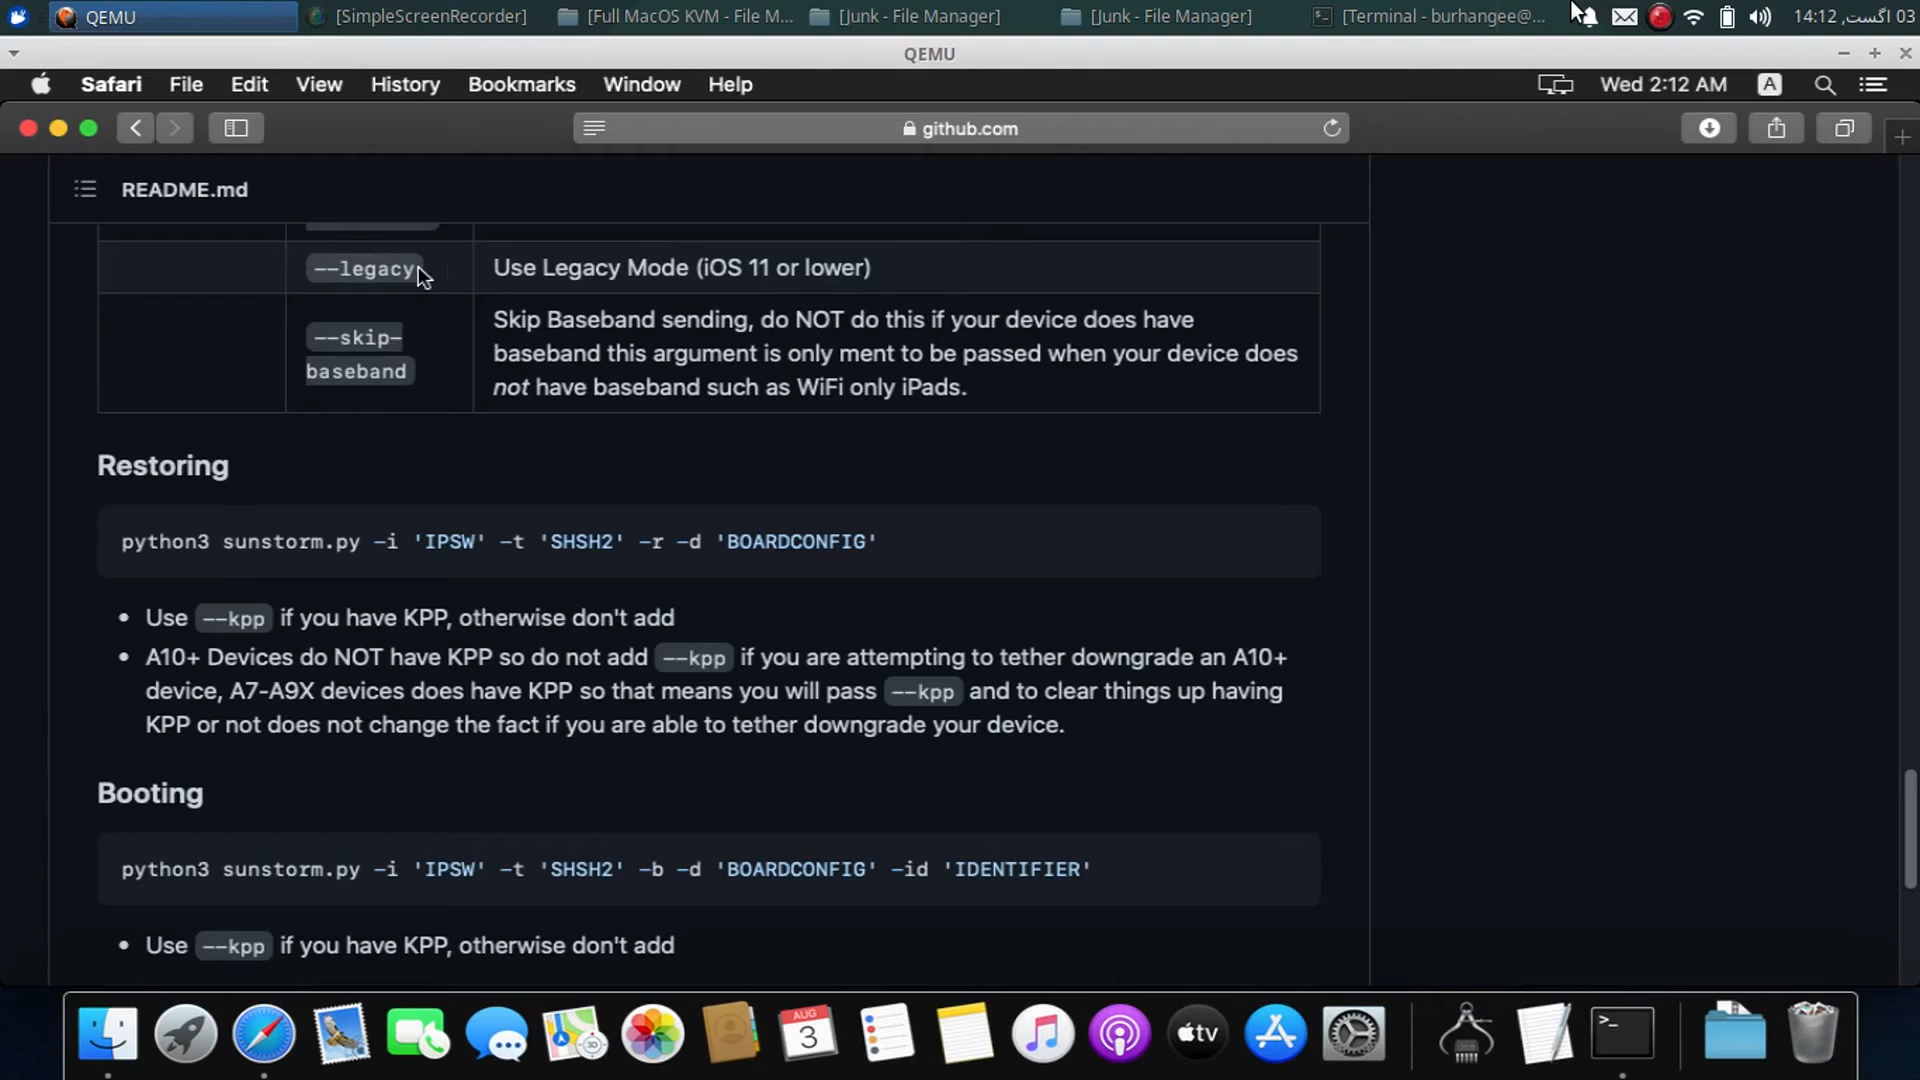 QEMU
[SimpleScreenRecorder]
[Full MacOS KVM - File M...
[Junk - File Manager]
[Junk - File Manager]
[Terminal - burhangee@...
03 اگست, 14:12
QEMU
Safari File Edit View History Bookmarks Window Help
Wed 2:12 AM
A
github.com
README.md
--legacy
Use Legacy Mode (iOS 11 or lower)
--skip-
baseband
Skip Baseband sending, do NOT do this if your device does have
baseband this argument is only ment to be passed when your device does
not have baseband such as WiFi only iPads.
Restoring
python3 sunstorm.py -i 'IPSW' -t 'SHSH2' -r -d 'BOARDCONFIG'
• Use --kpp if you have KPP, otherwise don't add
• A10+ Devices do NOT have KPP so do not add --kpp if you are attempting to tether downgrade an A10+
device, A7-A9X devices does have KPP so that means you will pass --kpp and to clear things up having
KPP or not does not change the fact if you are able to tether downgrade your device.
Booting
python3 sunstorm.py -i 'IPSW' -t 'SHSH2' -b -d 'BOARDCONFIG' -id 'IDENTIFIER'
• Use --kpp if you have KPP, otherwise don't add
AUG
3
3D
tv